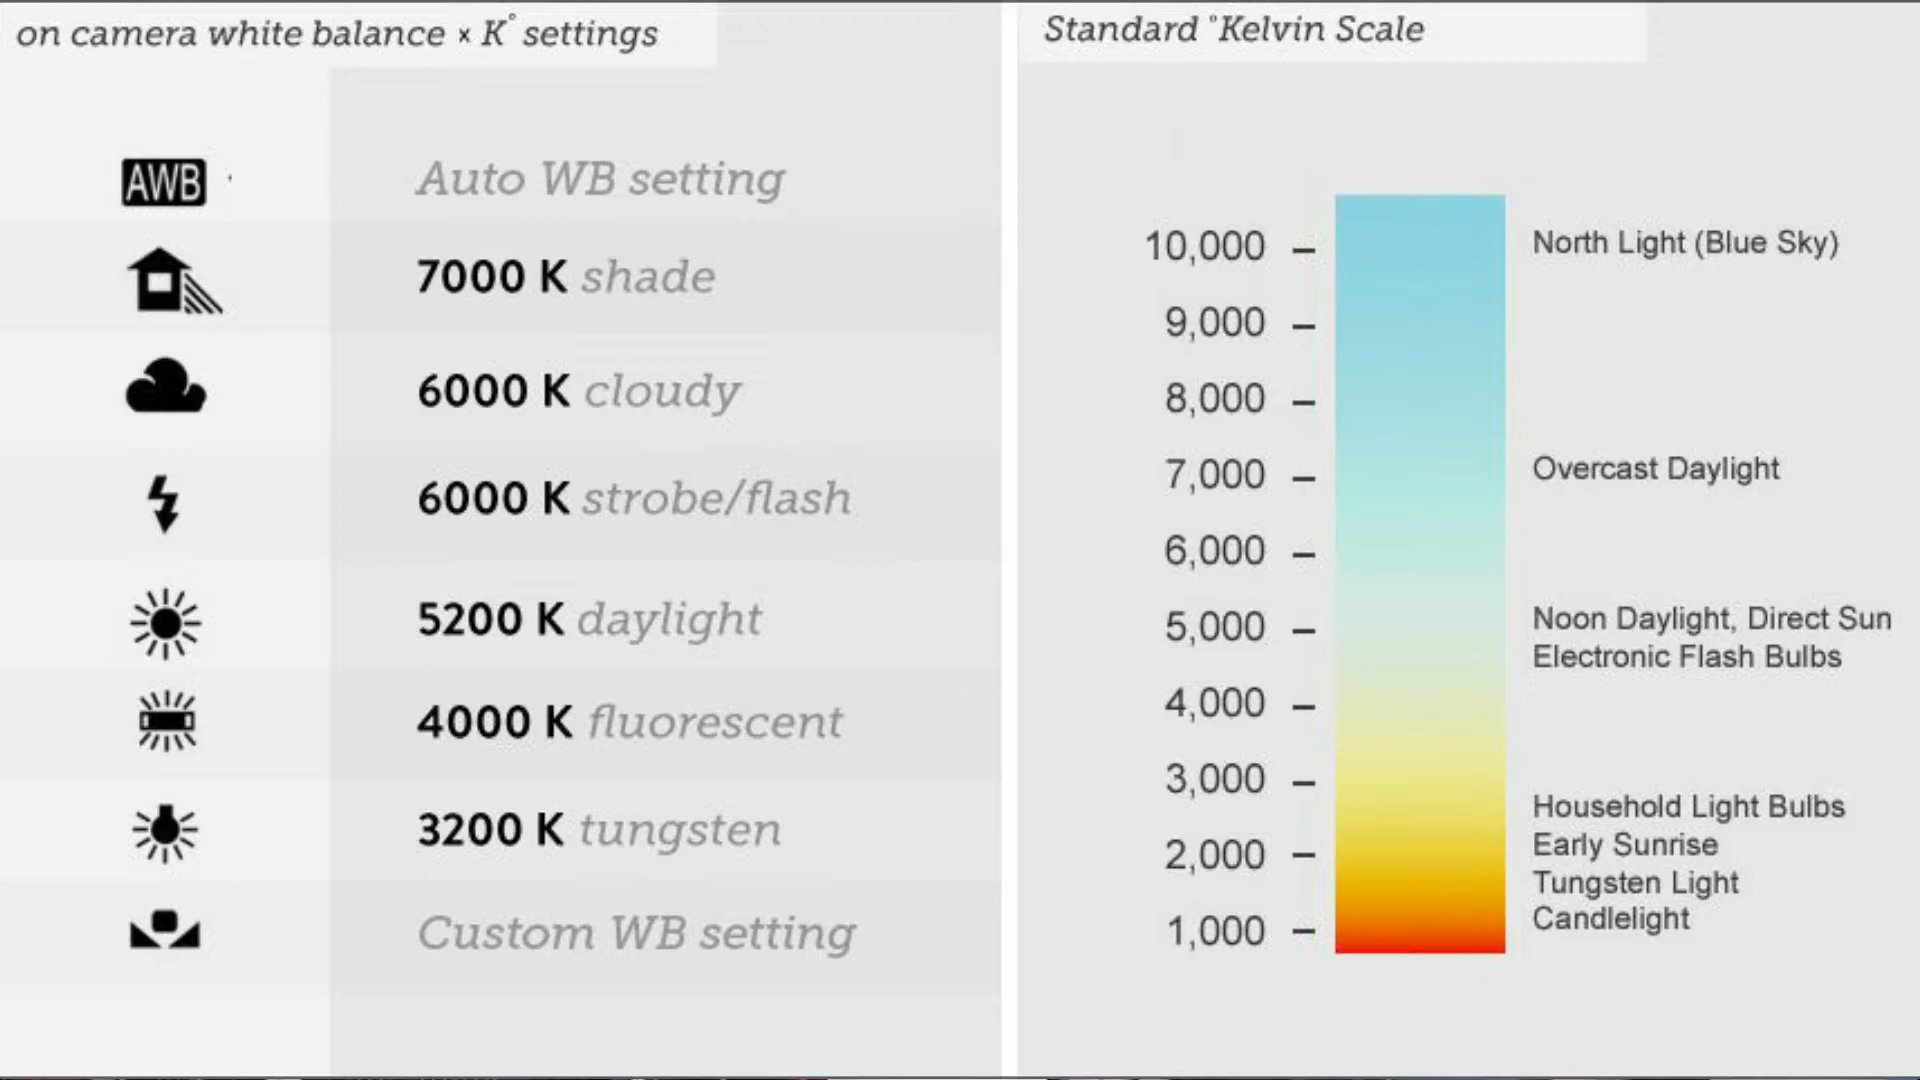 on camera white balance × K° settings
AWB
Auto WB setting
7000 K shade
6000 K cloudy
6000 K strobe/flash
5200 K daylight
4000 K fluorescent
3200 K tungsten
Custom WB setting
Standard °Kelvin Scale
10,000 – North Light (Blue Sky)
9,000 –
8,000 –
7,000 – Overcast Daylight
6,000 –
5,000 – Noon Daylight, Direct Sun
Electronic Flash Bulbs
4,000 –
3,000 –
Household Light Bulbs
2,000 – Early Sunrise
Tungsten Light
1,000 – Candlelight